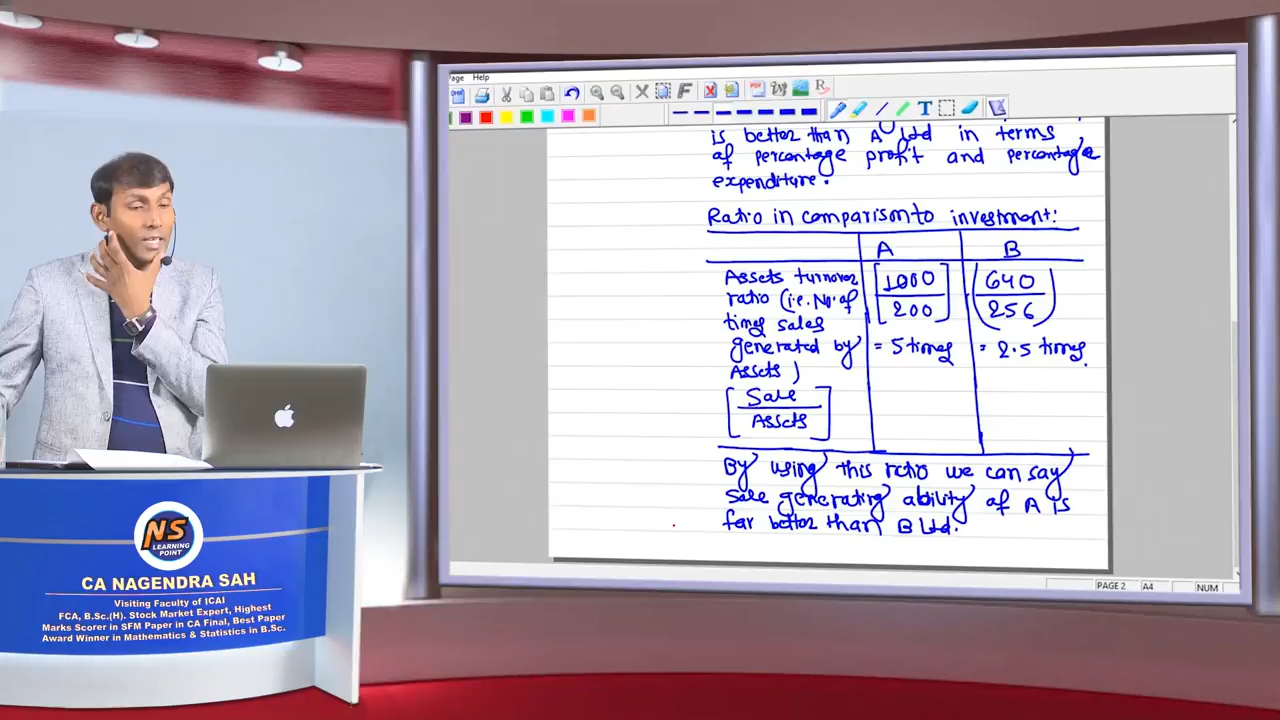 Page Help
PDF
T
is better than A Ltd in terms
of percentage profit and percentage
expenditure.
Ratio in comparison to investment:
A B
Assets turnover
ratio (i.e. No. of
times sales
generated by
Assets)
[Sale / Assets]
[1000 / 200]
= 5 times
(640 / 256)
= 2.5 times.
By using this ratio we can say
Sale generating ability of A is
far better than B Ltd.
PAGE 2 A4 NUM
NS
LEARNING
POINT
CA NAGENDRA SAH
Visiting Faculty of ICAI
FCA, B.Sc.(H). Stock Market Expert, Highest
Marks Scorer in SFM Paper in CA Final, Best Paper
Award Winner in Mathematics & Statistics in B.Sc.